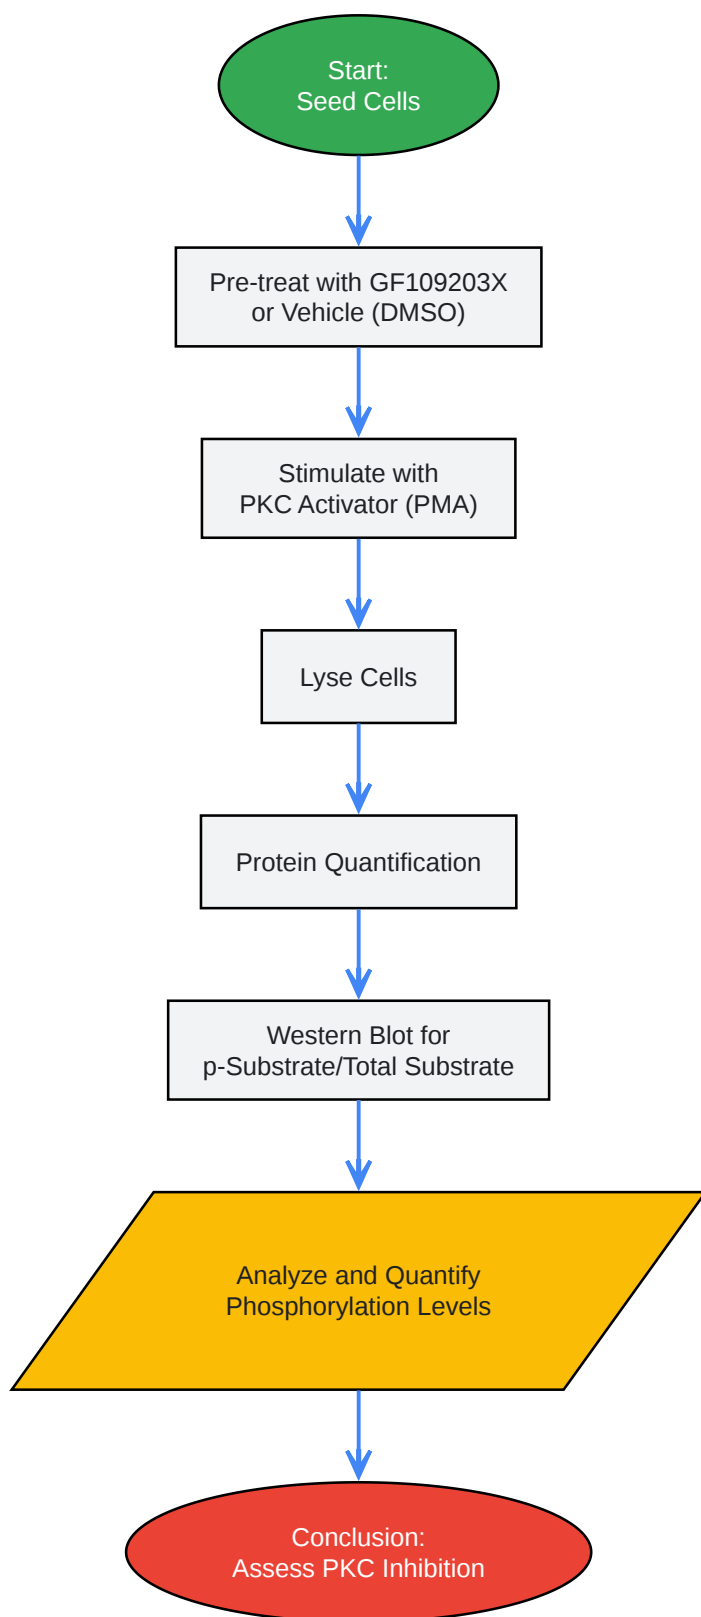 Start:
Seed Cells
Pre-treat with GF109203X
or Vehicle (DMSO)
Stimulate with
PKC Activator (PMA)
Lyse Cells
Protein Quantification
Western Blot for
p-Substrate/Total Substrate
Analyze and Quantify
Phosphorylation Levels
Conclusion:
Assess PKC Inhibition